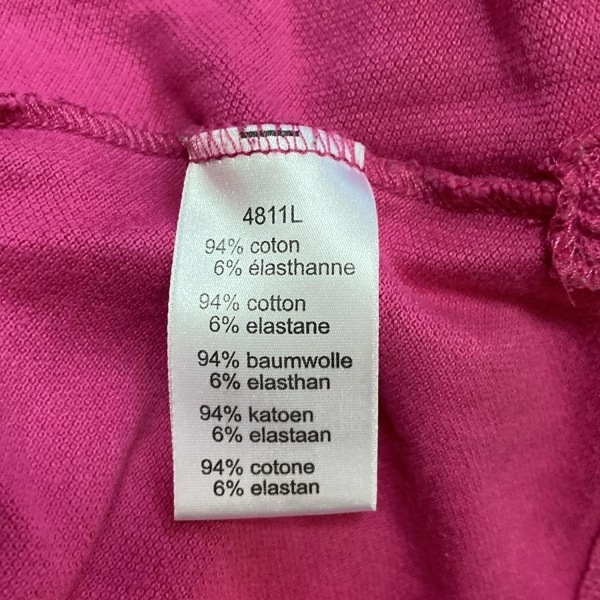 4811L
94% coton
6% élasthanne
94% cotton
6% elastane
94% baumwolle
6% elasthan
94% katoen
6% elastaan
94% cotone
6% elastan